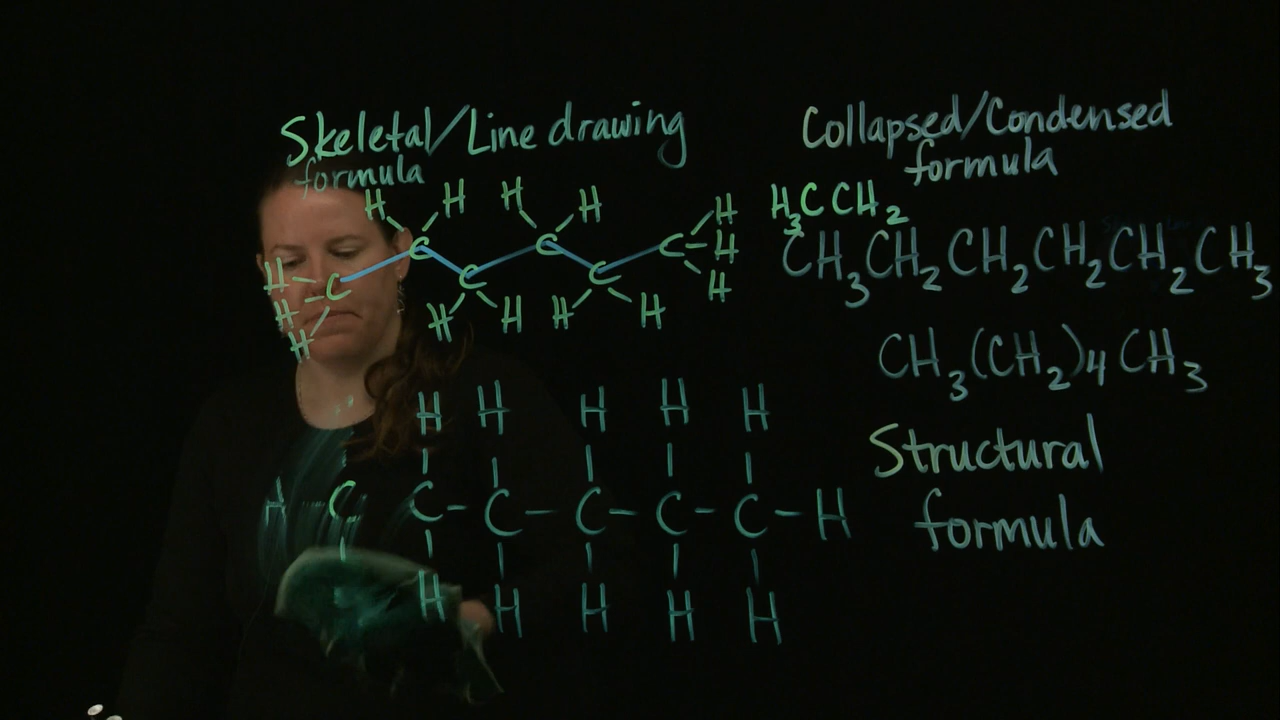 Skeletal/Line drawing
formula
H H H H H
C C C H
H C C C H
H H H H H H
H
Collapsed/Condensed
formula
H₃CCH₂
CH₃CH₂CH₂CH₂CH₂CH₃
CH₃(CH₂)₄CH₃
Structural
formula
H H H H H
H C C-C-C-C-C-H
H H H H H